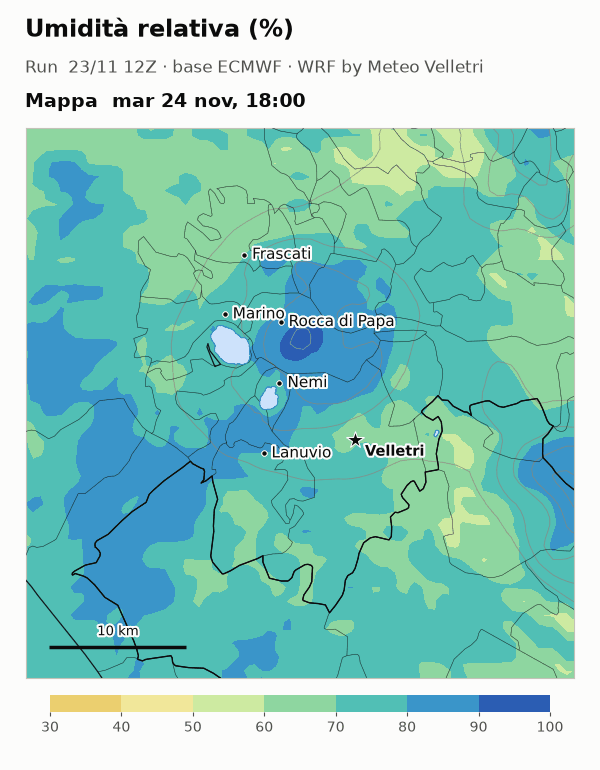 Umidità relativa (%)
Run  23/11 12Z · base ECMWF · WRF by Meteo Velletri
Mappa  mar 24 nov, 18:00
Frascati
Marino
Rocca di Papa
Nemi
Velletri
Lanuvio
10 km
30 40 50 60 70 80 90 100